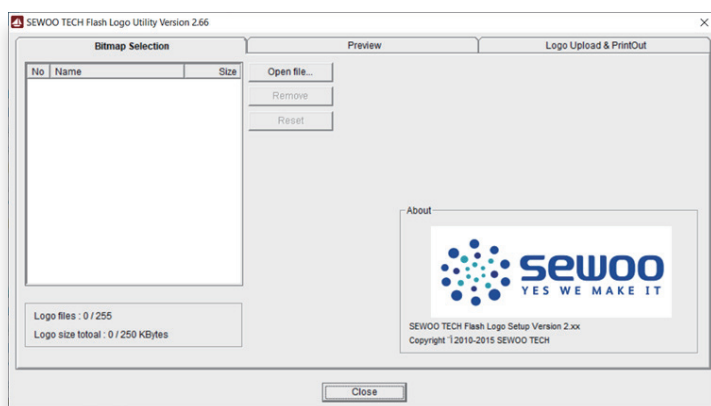 SEWOO TECH Flash Logo Utility Version 2.66
Bitmap Selection
Preview
Logo Upload & PrintOut
No Name Size
Open file...
Remove
Reset
About
sewoo
YES WE MAKE IT
Logo files : 0 / 255
Logo size totoal : 0 / 250 KBytes
SEWOO TECH Flash Logo Setup Version 2.xx
Copyright 2010-2015 SEWOO TECH
Close